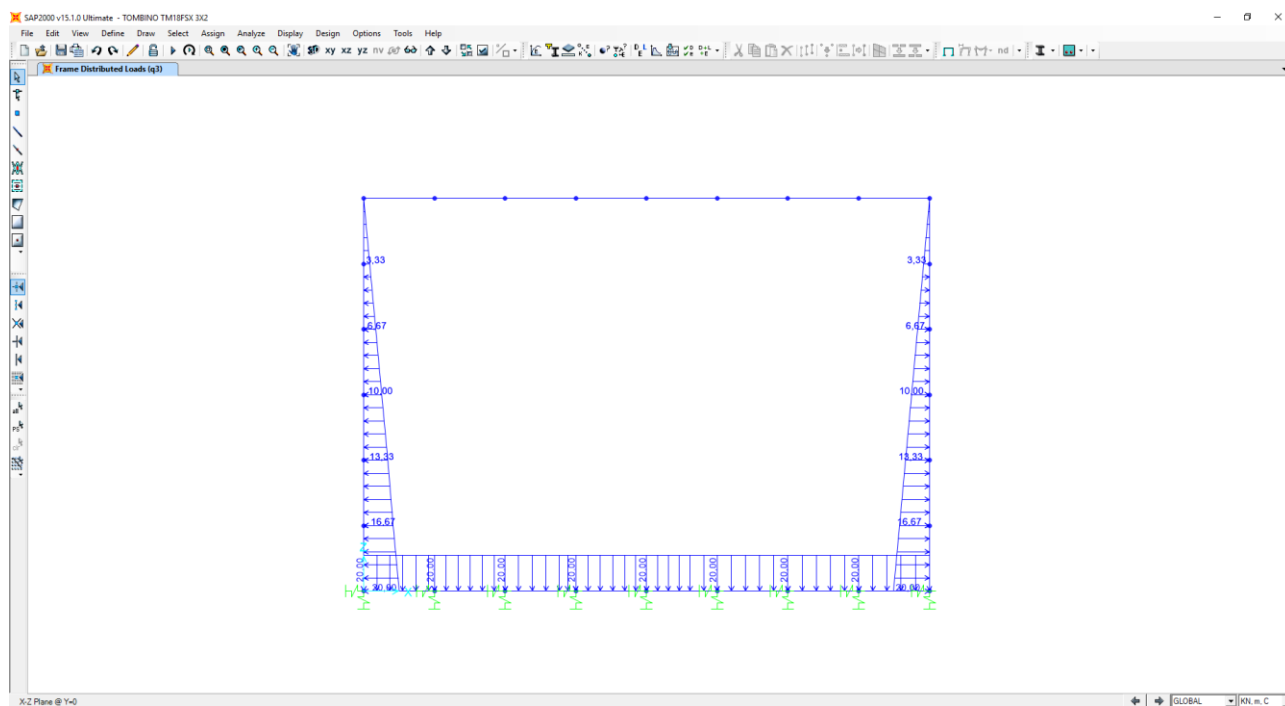 SAP2000 v15.1.0 Ultimate - TOMBINO TM18FSX 3X2
File Edit View Define Draw Select Assign Analyze Display Design Options Tools Help
xy xz yz nv nd
Frame Distributed Loads (q3)
3,33 3,33
6,67 6,67
10,00 10,00
13,33 13,33
16,67 16,67
20,00 20,00 20,00 20,00 20,00 20,00 20,00 20,00
20,00 20,00
X
X-Z Plane @ Y=0 GLOBAL KN, m, C